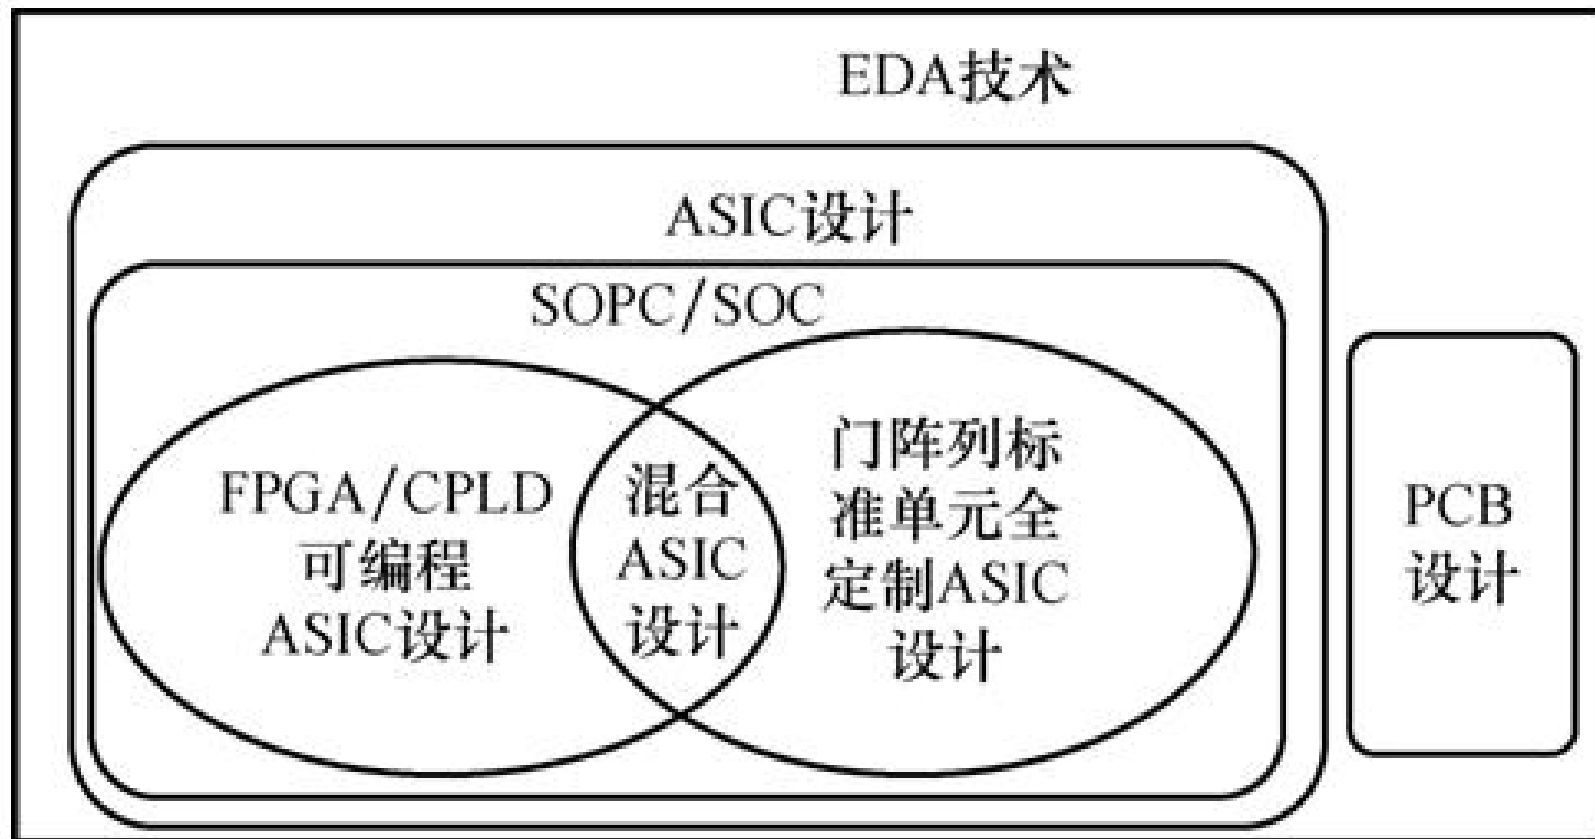 EDA技术
ASIC设计
SOPC/SOC
FPGA/CPLD
可编程
ASIC设计
混合
ASIC
设计
门阵列标
准单元全
定制ASIC
设计
PCB
设计